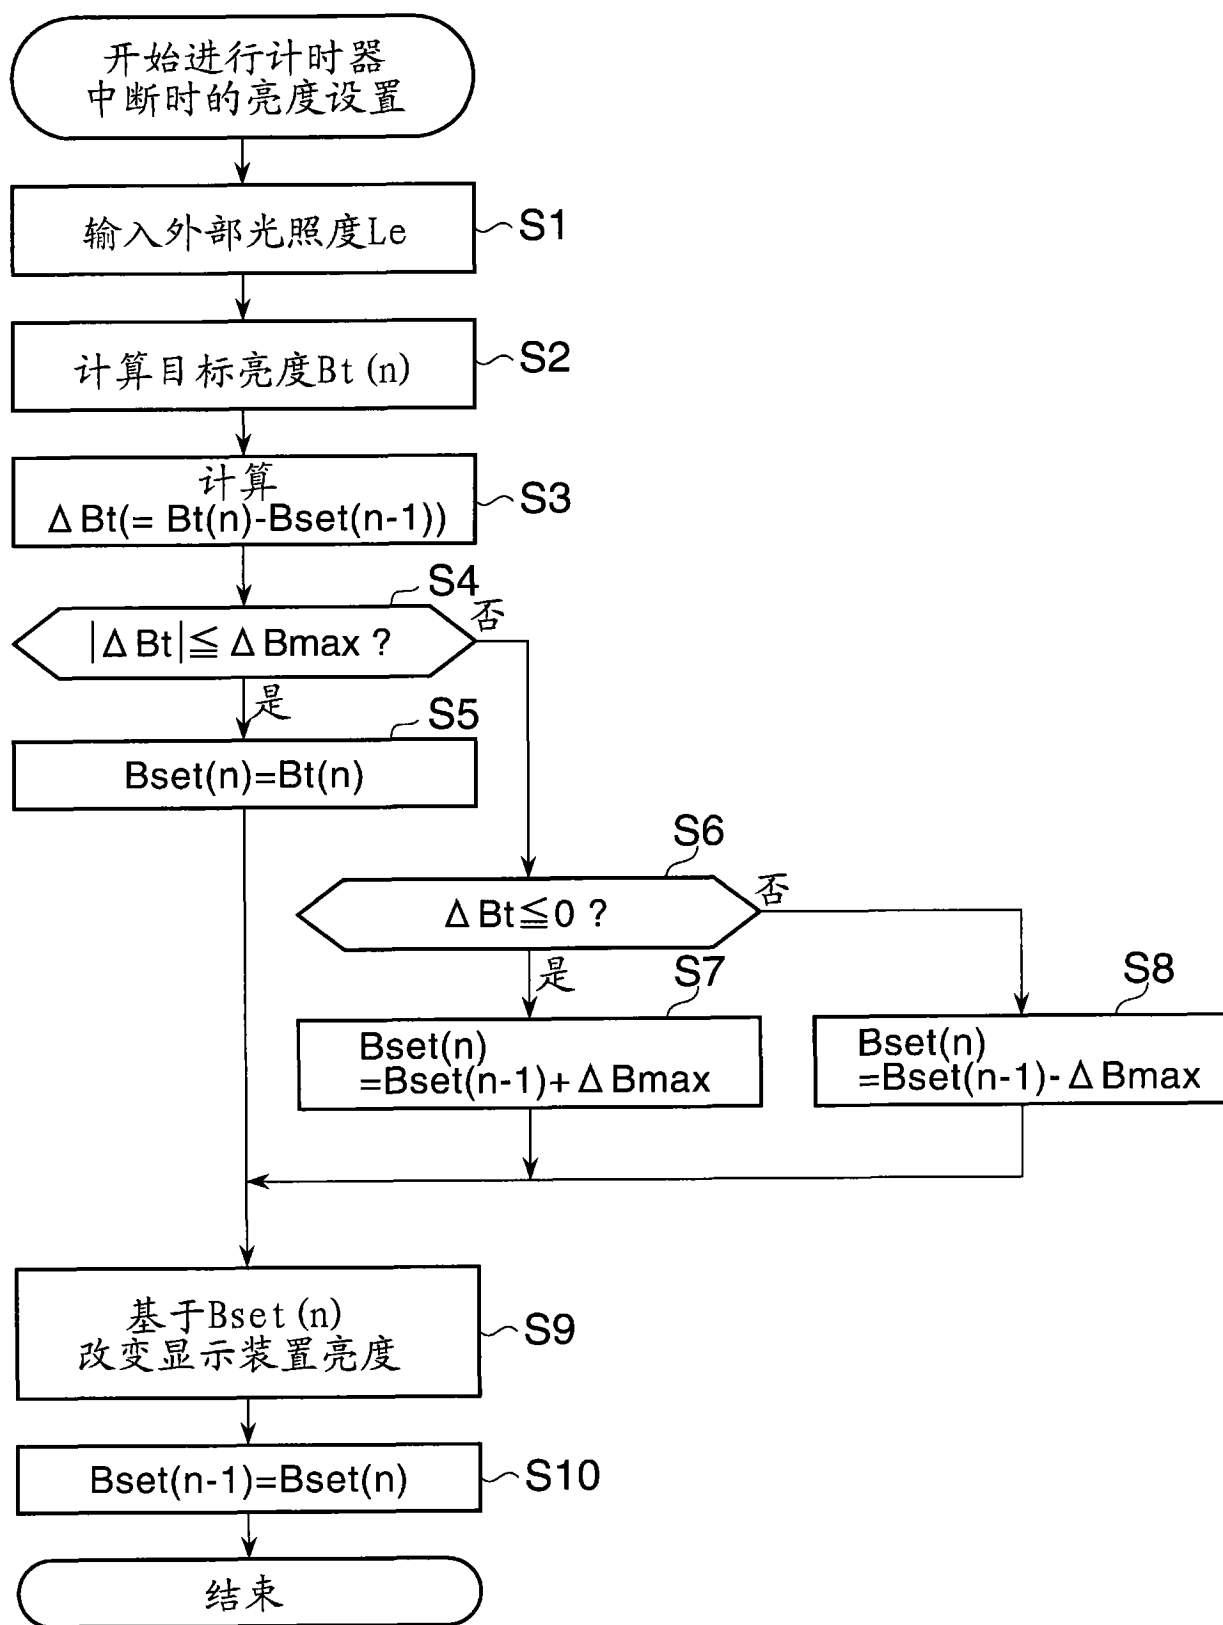 开始进行计时器
中断时的亮度设置
输入外部光照度Le
S1
计算目标亮度Bt(n)
S2
计算
ΔBt(= Bt(n)-Bset(n-1))
S3
S4
|ΔBt|≦ΔBmax ?
否
是
S5
Bset(n)=Bt(n)
S6
ΔBt≦0 ?
否
是
S7
Bset(n)
=Bset(n-1)+ΔBmax
S8
Bset(n)
=Bset(n-1)-ΔBmax
基于Bset(n)
改变显示装置亮度
S9
Bset(n-1)=Bset(n)
S10
结束